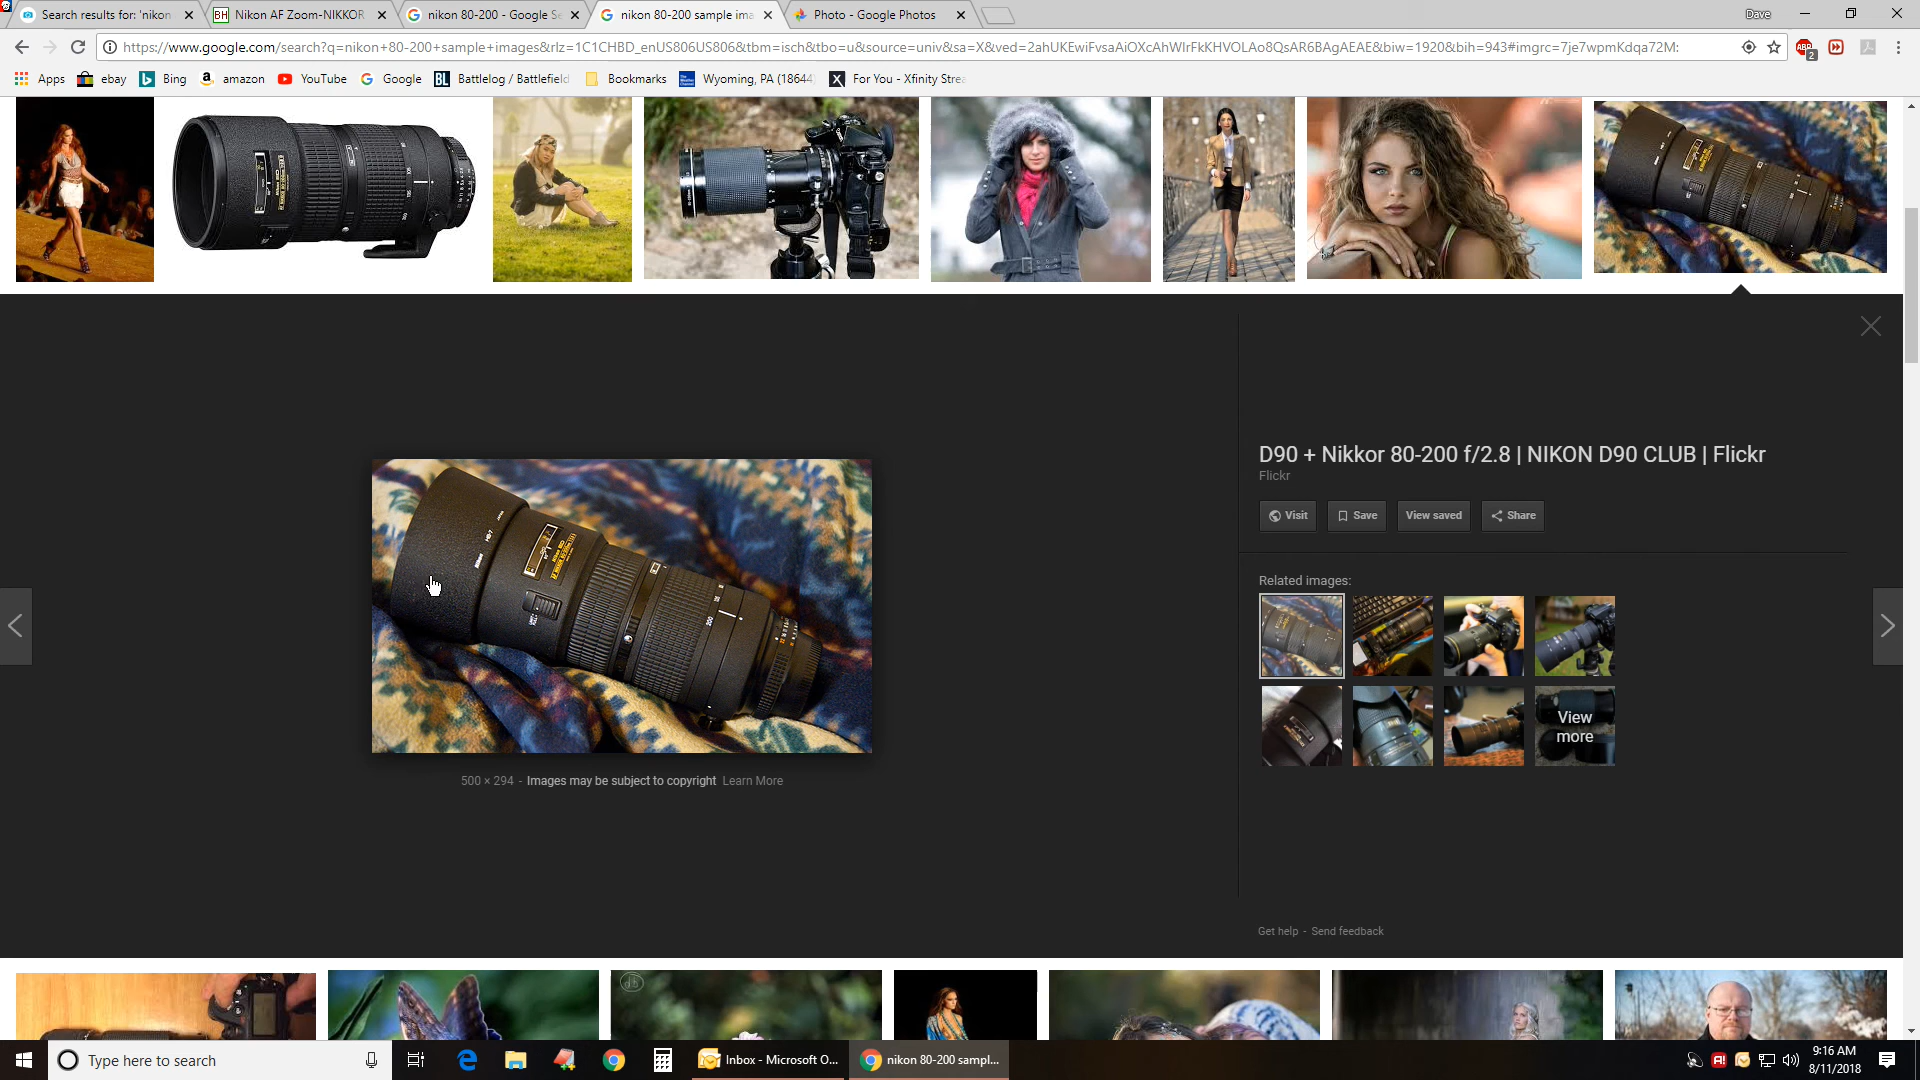 Search results for: 'nikon
Nikon AF Zoom-NIKKOR
nikon 80-200 - Google Se
nikon 80-200 sample ima
Photo - Google Photos
Dave
https://www.google.com/search?q=nikon+80-200+sample+images&rlz=1C1CHBD_enUS806US806&tbm=isch&tbo=u&source=univ&sa=X&ved=2ahUKEwiFvsaAiOXcAhWIrFkKHVOLAo8QsAR6BAgAEAE&biw=1920&bih=943#imgrc=7je7wpmKdqa72M:
2
Apps
ebay
Bing
amazon
YouTube
Google
BL
Battlelog / Battlefield
Bookmarks
Wyoming, PA (18644)
For You - Xfinity Strea
D90 + Nikkor 80-200 f/2.8 | NIKON D90 CLUB | Flickr
Flickr
Visit
Save
View saved
Share
Related images:
View
more
200
500 × 294 - Images may be subject to copyright Learn More
Get help - Send feedback
Type here to search
Inbox - Microsoft O...
nikon 80-200 sampl...
9:16 AM
8/11/2018